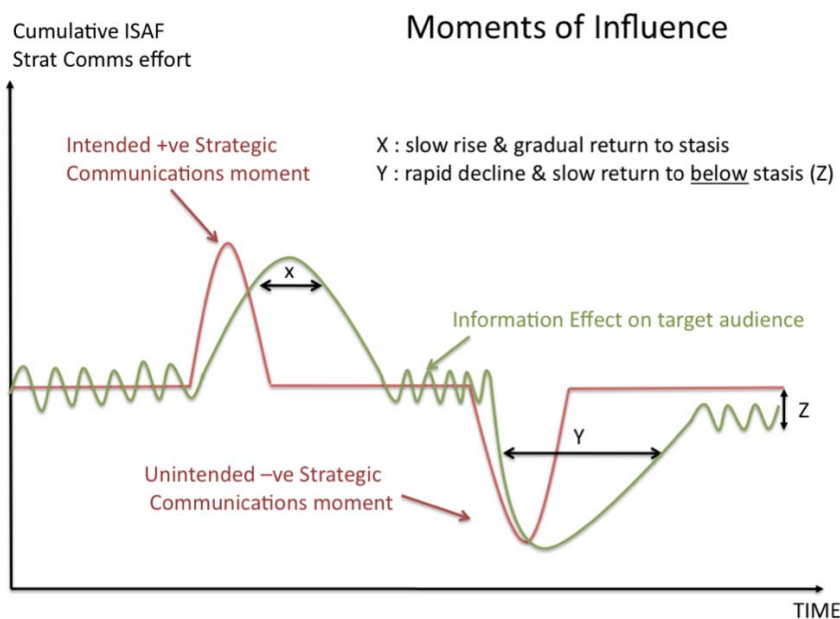 Cumulative ISAF
Strat Comms effort
Moments of Influence
Intended +ve Strategic
Communications moment
X : slow rise & gradual return to stasis
Y : rapid decline & slow return to below stasis (Z)
X
Information Effect on target audience
Y
Z
Unintended –ve Strategic
Communications moment
TIME